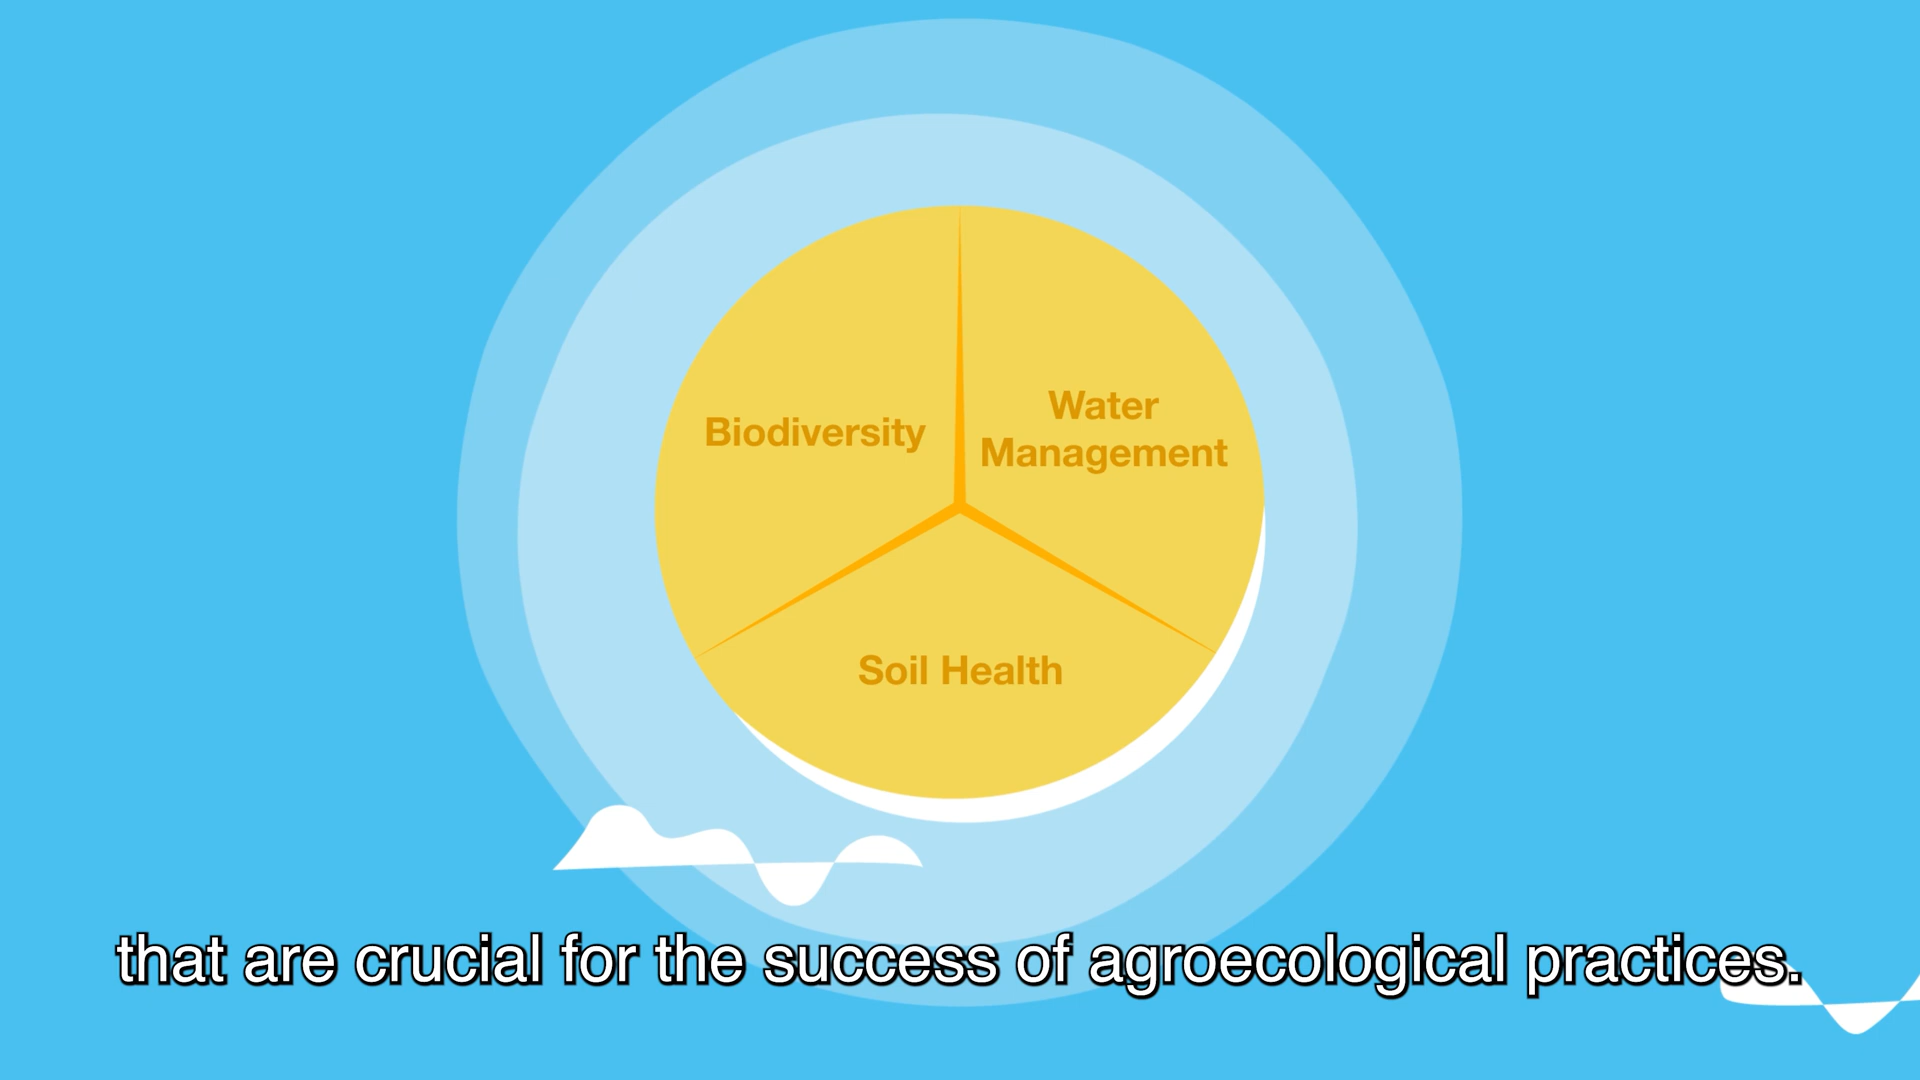 Biodiversity
Water
Management
Soil Health
that are crucial for the success of agroecological practices.